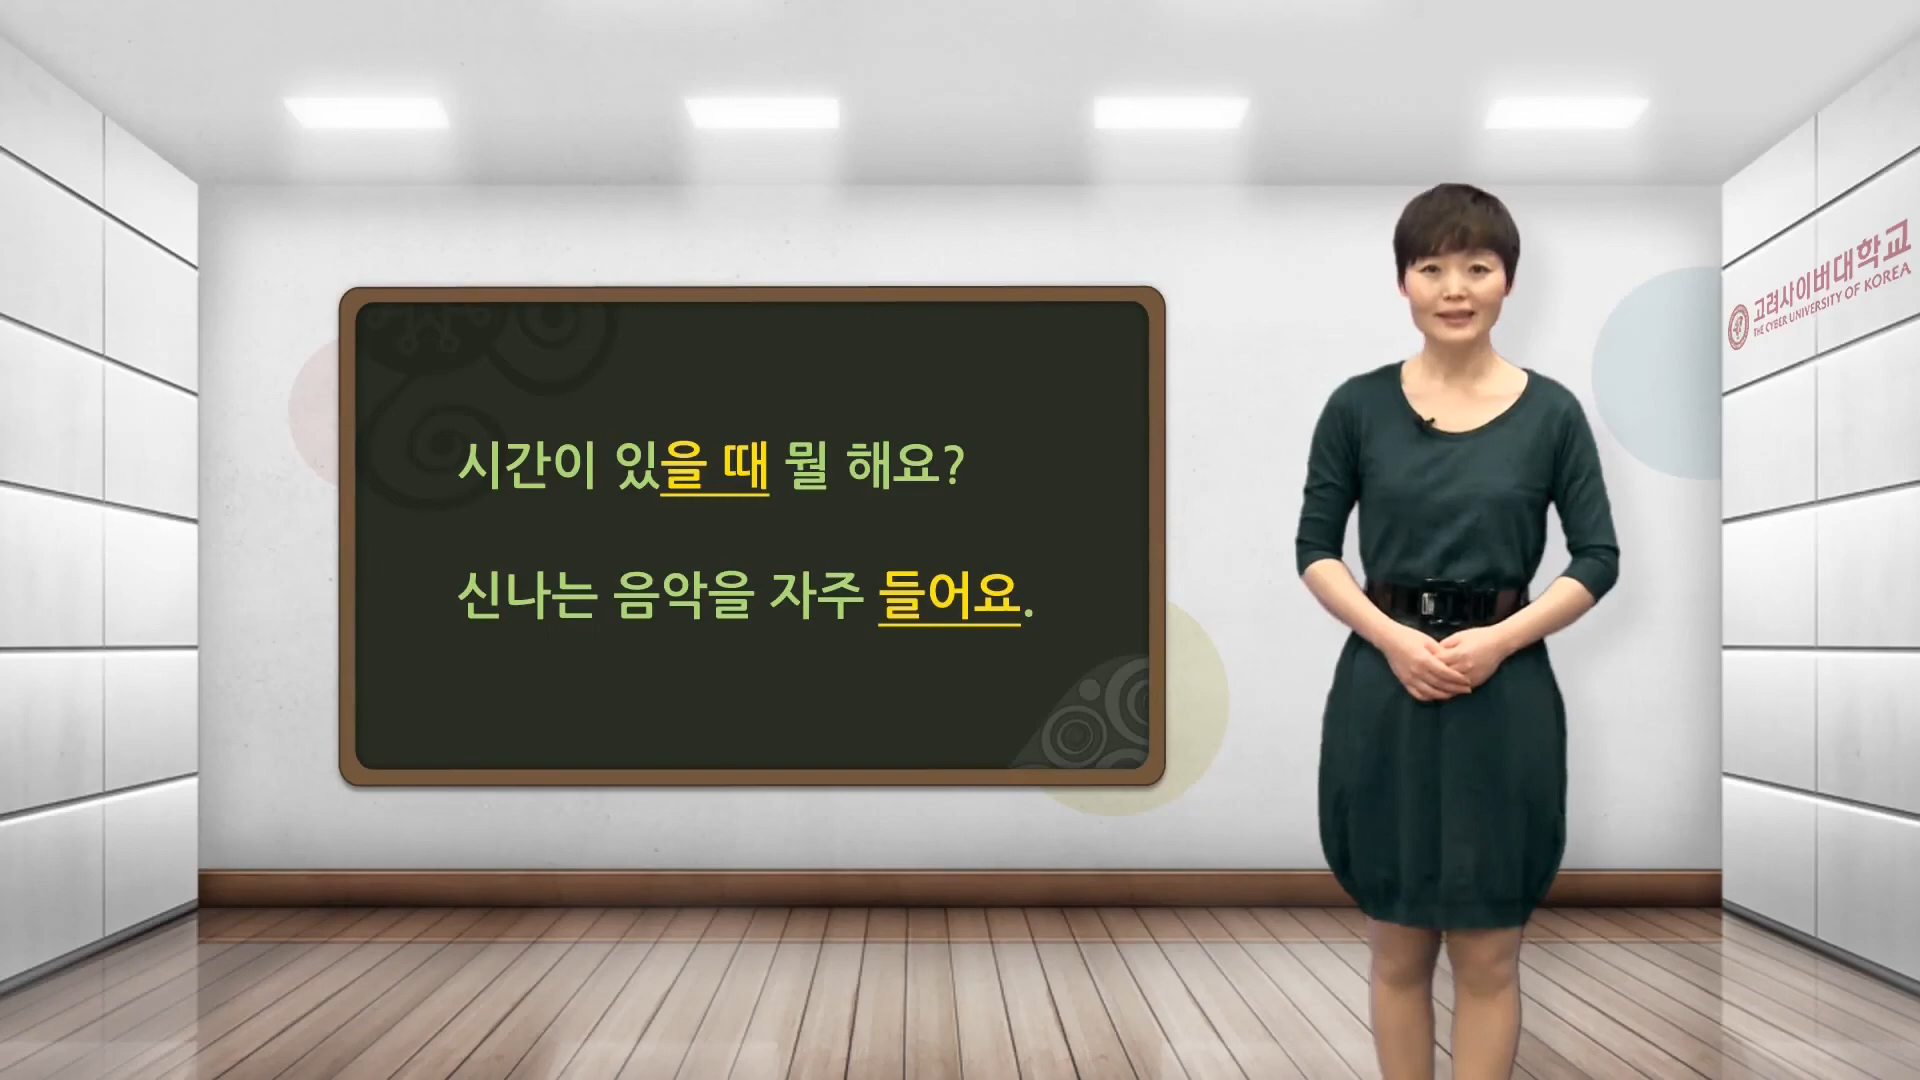 시간이 있을 때 뭘 해요?
신나는 음악을 자주 들어요.
고려사이버대학교
THE CYBER UNIVERSITY OF KOREA